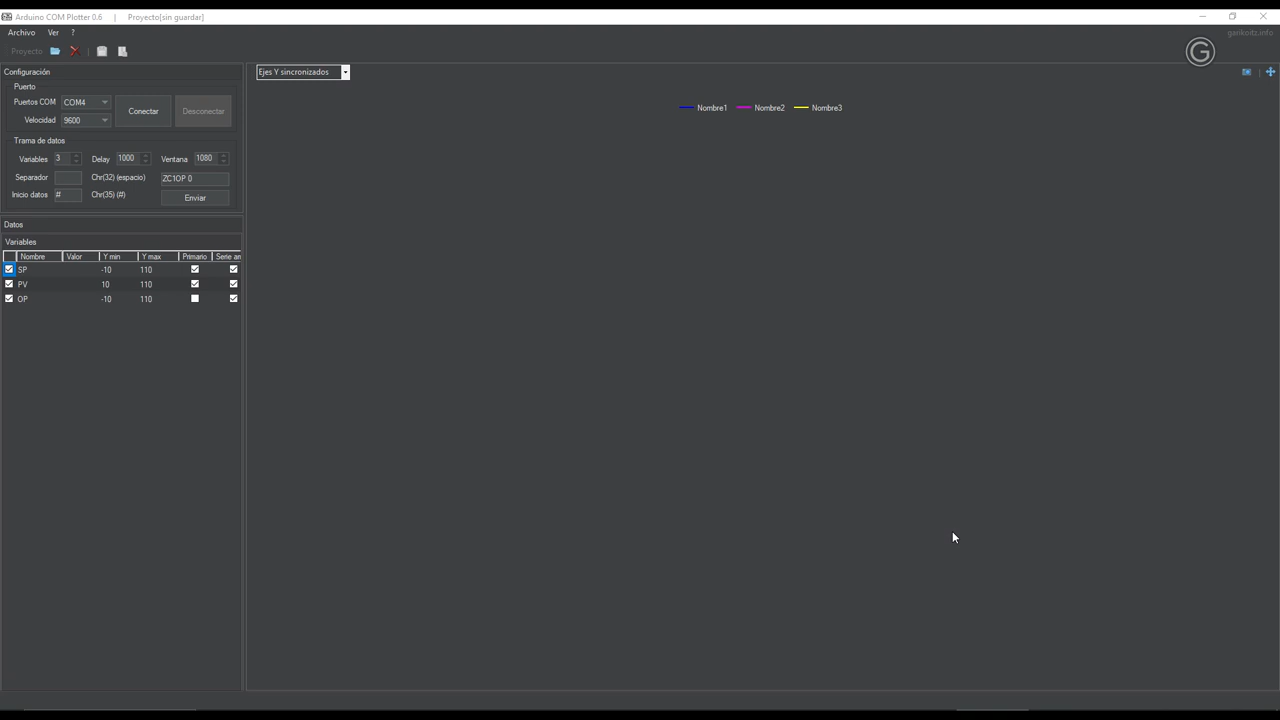 Arduino COM Plotter 0.6 | Proyecto[sin guardar]
Archivo Ver ?
garikoitz.info
Proyecto
G
Configuración
Ejes Y sincronizados
Puerto
Puertos COM COM4 Conectar Desconectar
Velocidad 9600
Nombre1 Nombre2 Nombre3
Trama de datos
Variables 3 Delay 1000 Ventana 1080
Separador Chr(32) (espacio) ZC1OP 0
Inicio datos # Chr(35) (#) Enviar
Datos
Variables
Nombre Valor Y min Y max Primario Serie an
SP -10 110
PV 10 110
OP -10 110